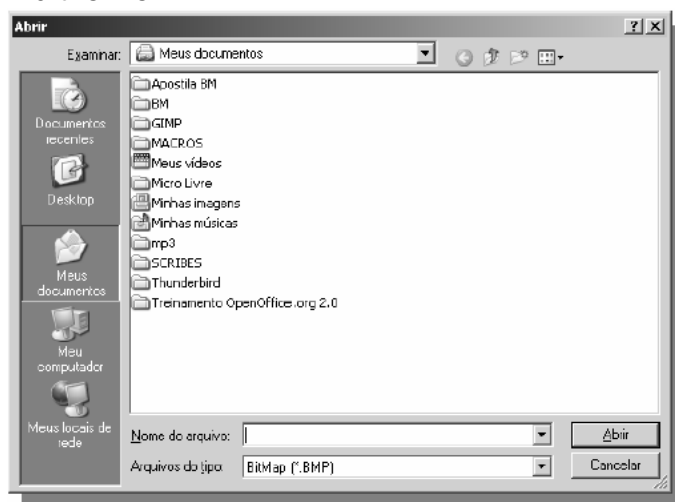 Abrir
Examinar:
Meus documentos
Documentos
recentes
Desktop
Meus
documentos
Meu
computador
Meus locais de
rede
Apostila BM
BM
GIMP
MACROS
Meus vídeos
Micro Livre
Minhas imagens
Minhas músicas
mp3
SCRIBES
Thunderbird
Treinamento OpenOffice.org 2.0
Nome do arquivo:
Abrir
Arquivos do tipo:
BitMap (*.BMP)
Cancelar